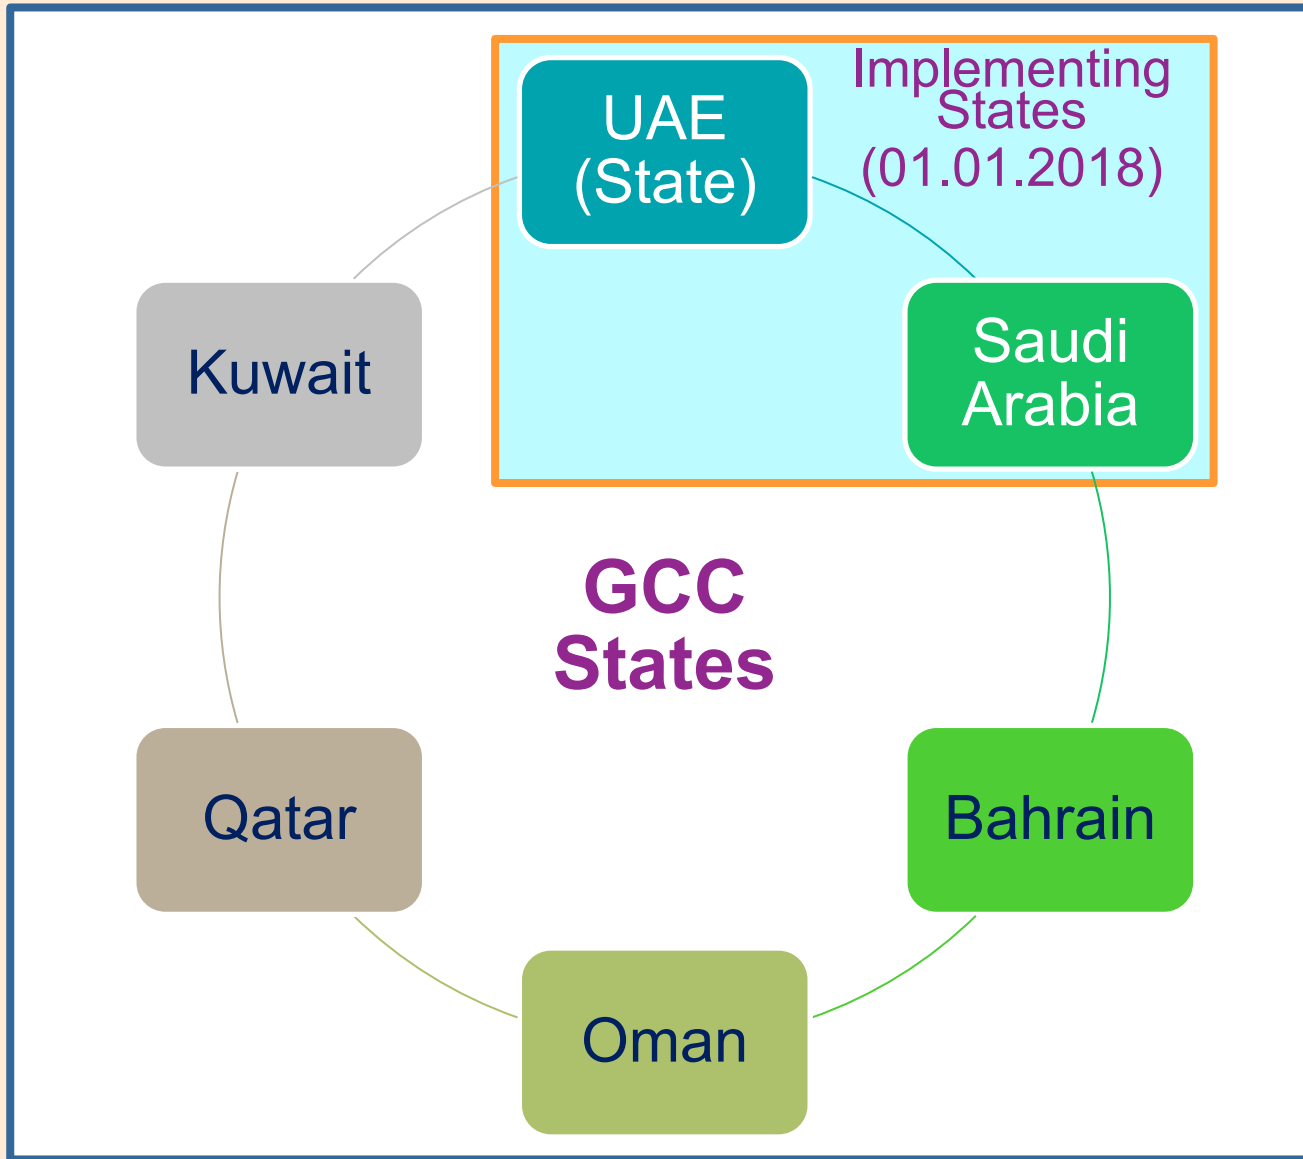 UAE
(State)
Implementing
States
(01.01.2018)
Kuwait
Saudi
Arabia
GCC
States
Qatar
Bahrain
Oman